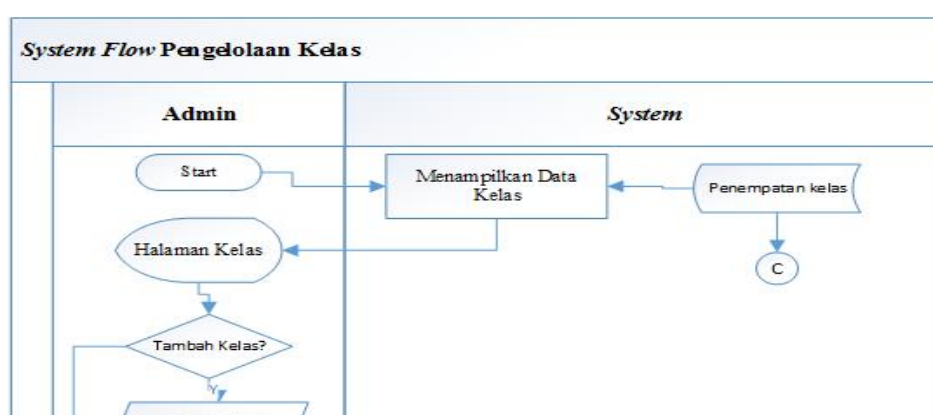 System Flow Pengelolaan Kelas
Admin
System
Start
Menampilkan Data
Kelas
Penempatan kelas
Halaman Kelas
C
Tambah Kelas?
Y